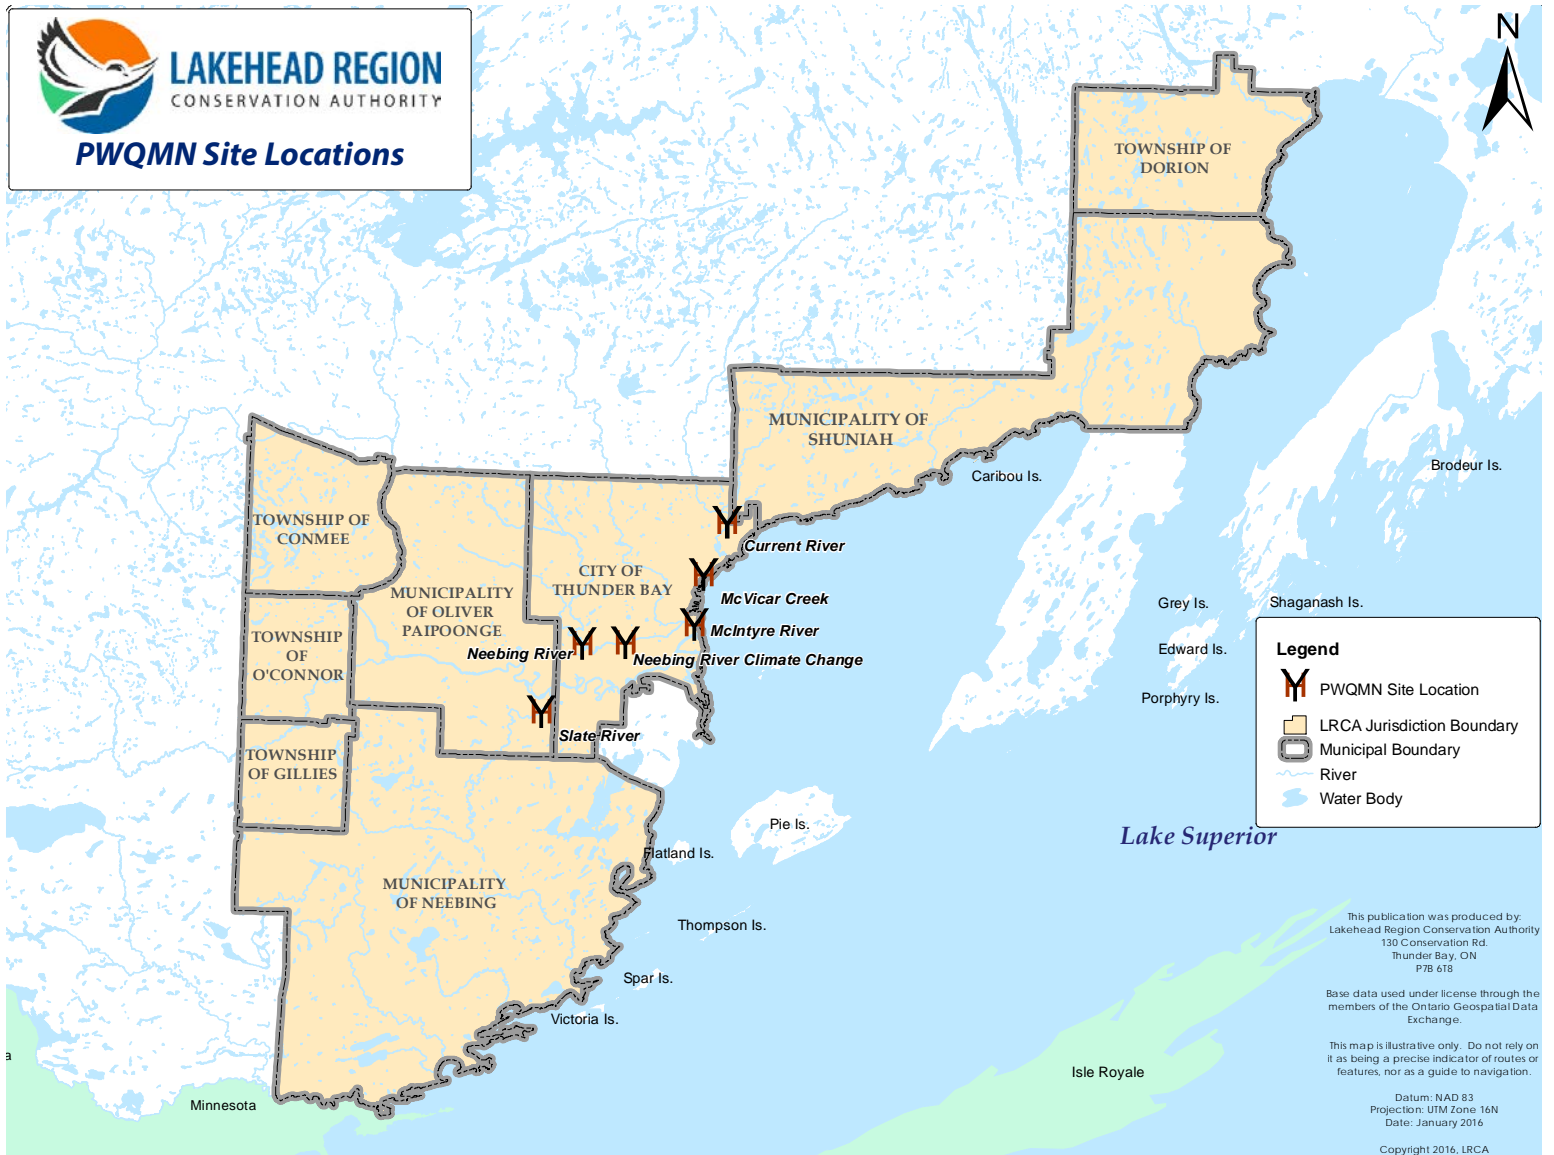 LAKEHEAD REGION
CONSERVATION AUTHORITY
PWQMN Site Locations
N
TOWNSHIP OF
DORION
MUNICIPALITY OF
SHUNIAH
Caribou Is.
Brodeur Is.
TOWNSHIP OF
CONMEE
Current River
CITY OF
THUNDER BAY
MUNICIPALITY
OF OLIVER
PAIPOONGE
McVicar Creek
Grey Is.
Shaganash Is.
TOWNSHIP
OF
O'CONNOR
McIntyre River
Neebing River
Neebing River Climate Change
Edward Is.
Porphyry Is.
Slate River
TOWNSHIP
OF GILLIES
Legend
PWQMN Site Location
LRCA Jurisdiction Boundary
Municipal Boundary
River
Water Body
Pie Is.
Lake Superior
Flatland Is.
MUNICIPALITY
OF NEEBING
Thompson Is.
Spar Is.
Victoria Is.
a
Isle Royale
Minnesota
This publication was produced by:
Lakehead Region Conservation Authority
130 Conservation Rd.
Thunder Bay, ON
P7B 6T8
Base data used under license through the
members of the Ontario Geospatial Data
Exchange.
This map is illustrative only. Do not rely on
it as being a precise indicator of routes or
features, nor as a guide to navigation.
Datum: NAD 83
Projection: UTM Zone 16N
Date: January 2016
Copyright 2016, LRCA